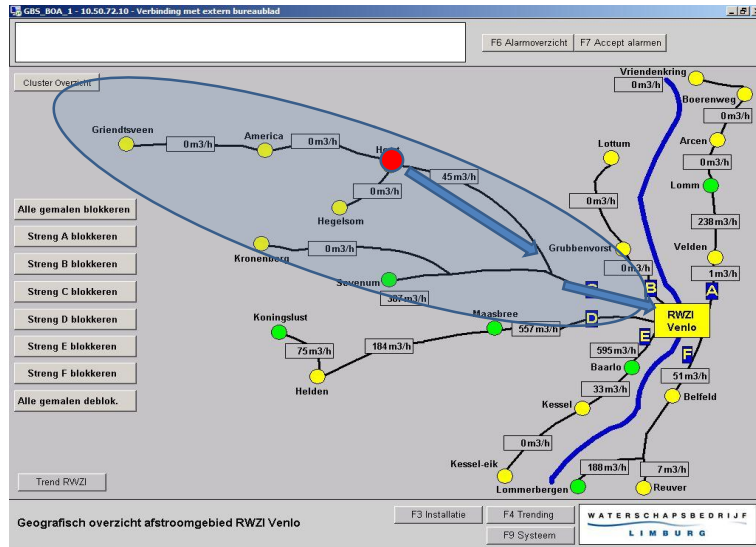 GBS_BOA_1 - 10.50.72.10 - Verbinding met extern bureaublad
F6 Alarmoverzicht
F7 Accept alarmen
Cluster Overzicht
Vriendenkring
0m3/h
Boerenweg
0m3/h
Griendtsveen
0m3/h
America
0m3/h
45m3/h
Lottum
Arcen
0m3/h
Lomm
0m3/h
Hegelsom
0m3/h
238m3/h
Alle gemalen blokkeren
Streng A blokkeren
Streng B blokkeren
Streng C blokkeren
Streng D blokkeren
Streng E blokkeren
Streng F blokkeren
Alle gemalen deblok.
Kronenberg
0m3/h
Grubbenvorst
0m3/h
Velden
1m3/h
Sevenum
387m3/h
B
A
Koningslust
Maasbree
557m3/h
D
RWZI
Venlo
75m3/h
184m3/h
Helden
E
595m3/h
F
Baarlo
51m3/h
33m3/h
Belfeld
Kessel
0m3/h
Kessel-eik
188m3/h
7m3/h
Lommerbergen
Reuver
Trend RWZI
Geografisch overzicht afstroomgebied RWZI Venlo
F3 Installatie
F4 Trending
F9 Systeem
WATERSCHAPSBEDRIJF
LIMBURG